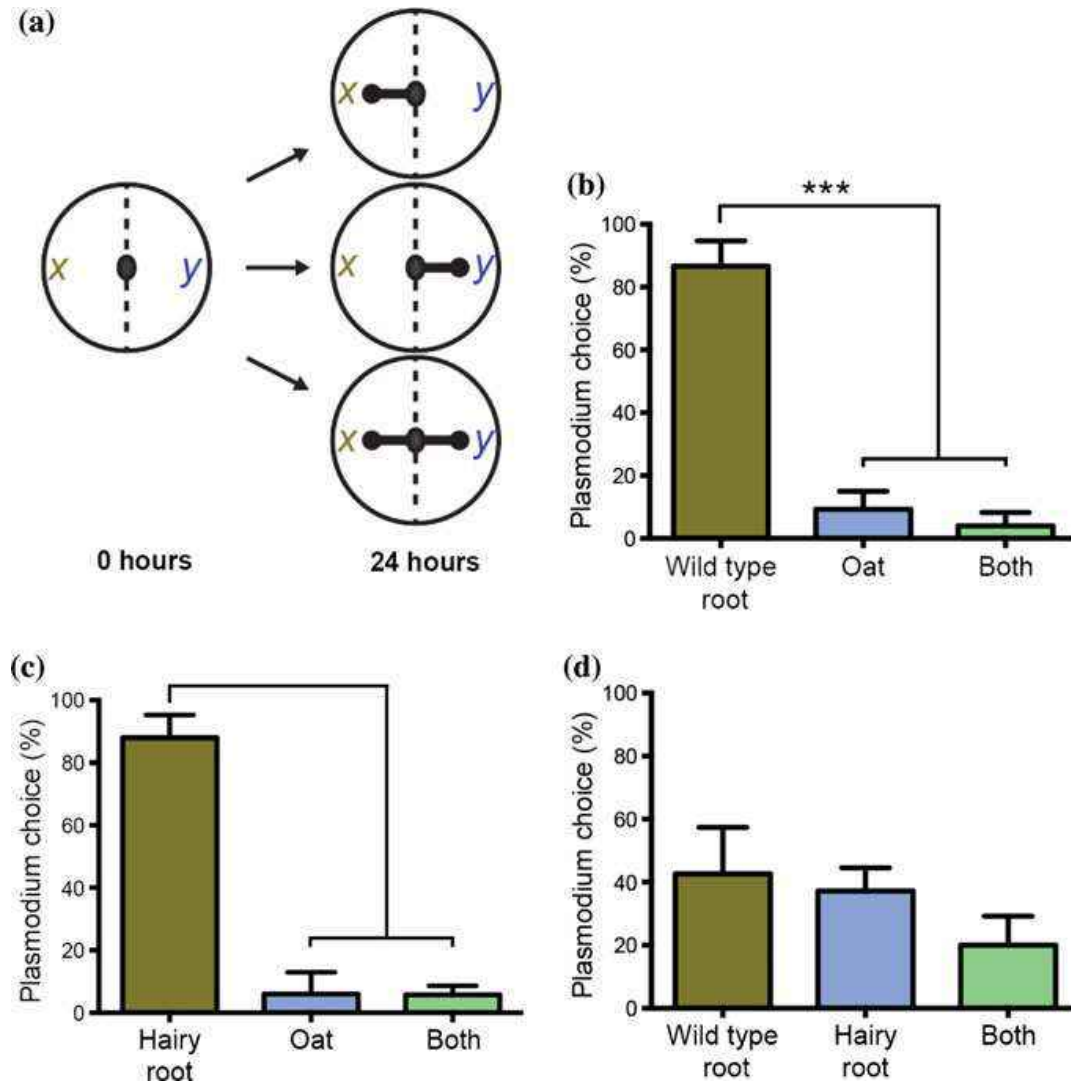 (a)
x
y
x
y
x
y
x
y
0 hours
24 hours
(b)
Plasmodium choice (%)
100
80
60
40
20
0
***
Wild type
root
Oat
Both
(c)
Plasmodium choice (%)
100
80
60
40
20
0
Hairy
root
Oat
Both
(d)
Plasmodium choice (%)
100
80
60
40
20
0
Wild type
root
Hairy
root
Both